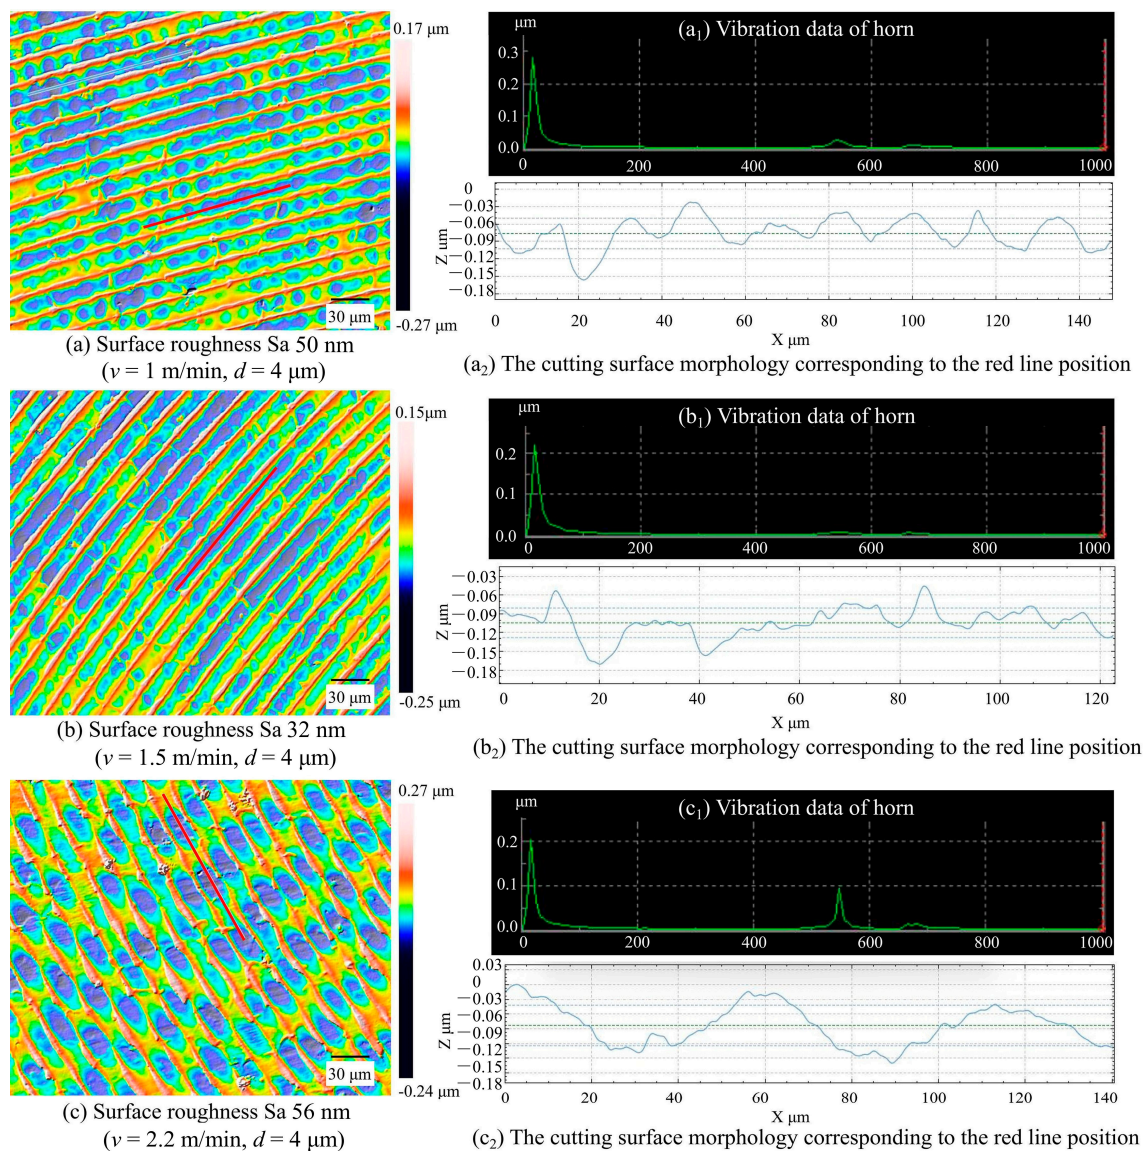 0.17 μm
-0.27 μm
30 μm
(a) Surface roughness Sa 50 nm
(v = 1 m/min, d = 4 μm)
μm
(a1) Vibration data of horn
0.3
0.2
0.1
0.0
0 200 400 600 800 1000
0
−0.03
−0.06
−0.09
−0.12
−0.15
−0.18
Z μm
0 20 40 60 80 100 120 140
X μm
(a2) The cutting surface morphology corresponding to the red line position
0.15μm
-0.25 μm
30 μm
(b) Surface roughness Sa 32 nm
(v = 1.5 m/min, d = 4 μm)
μm
(b1) Vibration data of horn
0.2
0.1
0.0
0 200 400 600 800 1000
−0.03
−0.06
−0.09
−0.12
−0.15
−0.18
Z μm
0 20 40 60 80 100 120
X μm
(b2) The cutting surface morphology corresponding to the red line position
0.27 μm
-0.24 μm
30 μm
(c) Surface roughness Sa 56 nm
(v = 2.2 m/min, d = 4 μm)
μm
(c1) Vibration data of horn
0.2
0.1
0.0
0 200 400 600 800 1000
0.03
0
−0.03
−0.06
−0.09
−0.12
−0.15
−0.18
Z μm
0 20 40 60 80 100 120 140
X μm
(c2) The cutting surface morphology corresponding to the red line position